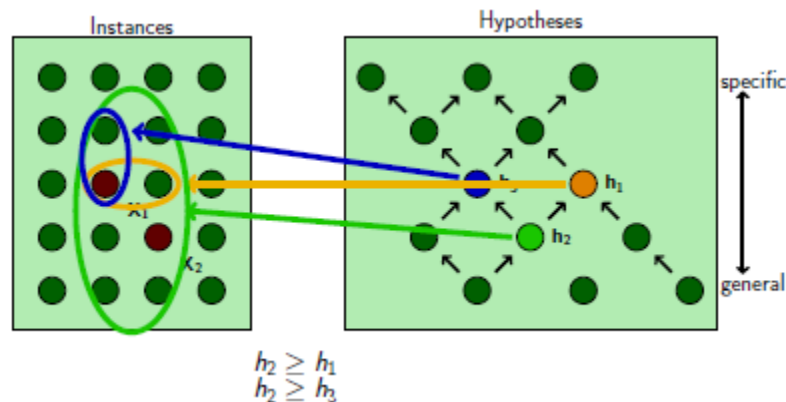 Instances
Hypotheses
specific
h₁
x₁
h₂
x₂
general
h₂ ≥ h₁
h₂ ≥ h₃